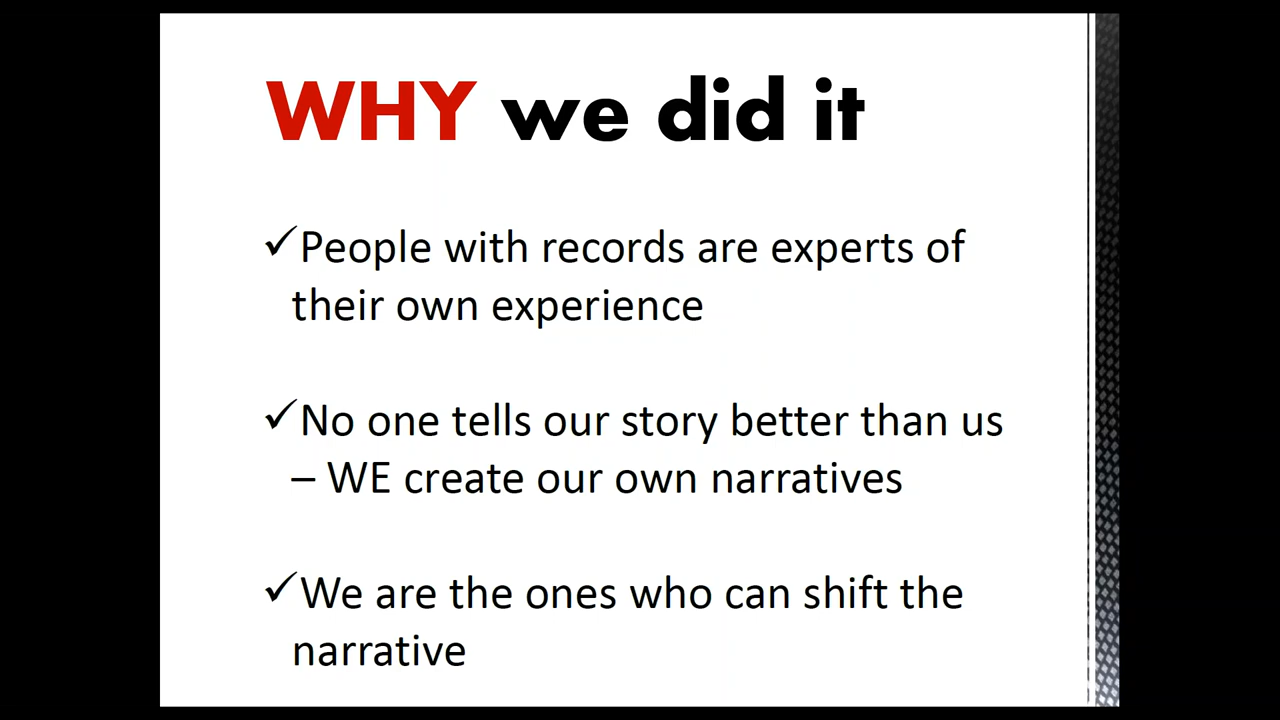 WHY we did it
✓People with records are experts of
their own experience
✓No one tells our story better than us
– WE create our own narratives
✓We are the ones who can shift the
narrative